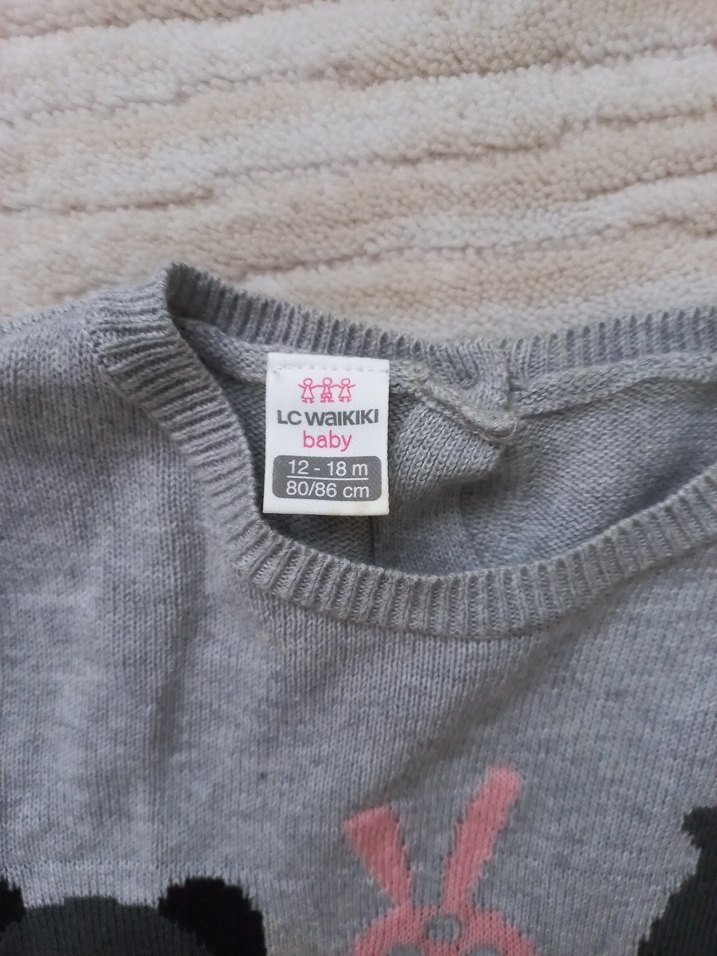 LC WAIKIKI
baby
12 - 18 m
80/86 cm